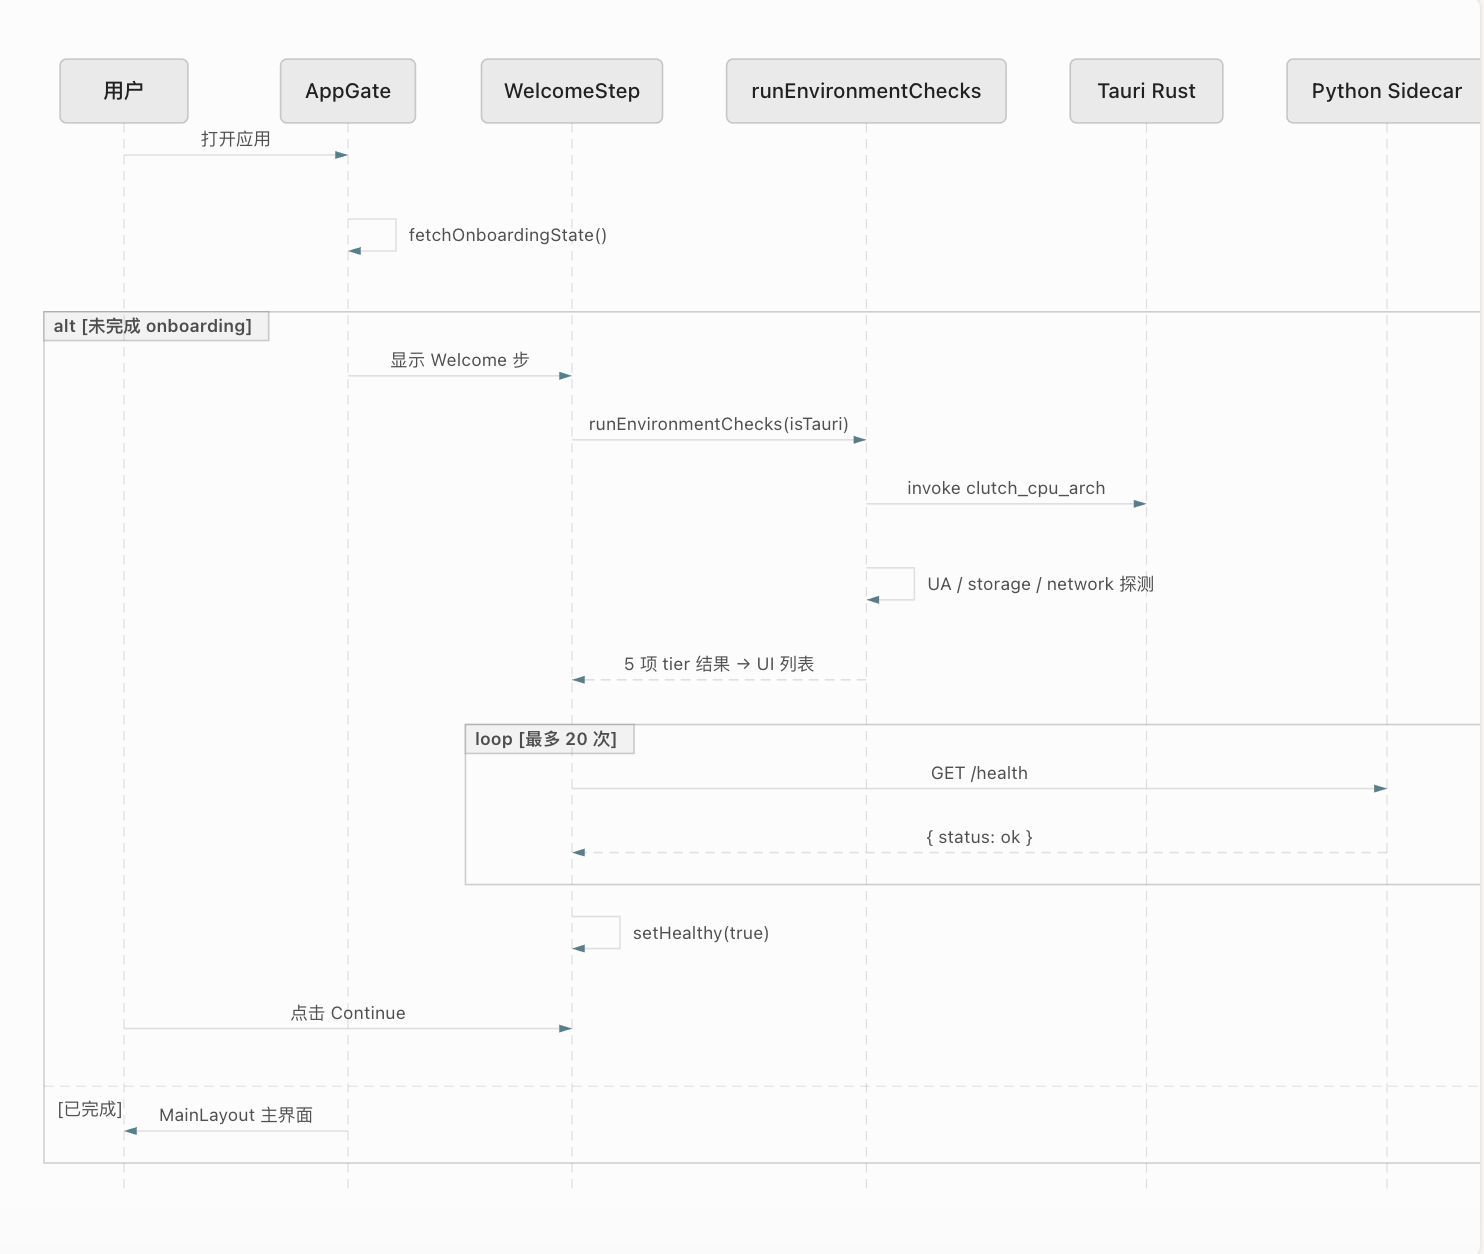 用户
AppGate
WelcomeStep
runEnvironmentChecks
Tauri Rust
Python Sidecar
打开应用
fetchOnboardingState()
alt [未完成 onboarding]
显示 Welcome 步
runEnvironmentChecks(isTauri)
invoke clutch_cpu_arch
UA / storage / network 探测
5 项 tier 结果 → UI 列表
loop [最多 20 次]
GET /health
{ status: ok }
setHealthy(true)
点击 Continue
[已完成]
MainLayout 主界面